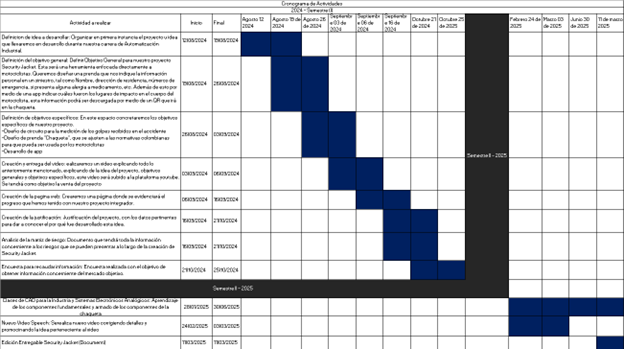 Cronograma de Actividades
2024 - Semestre II
Actividad a realizar Inicio Final Agosto 12 2024 Agosto 19 de 2024 Agosto 26 de 2024 Septiembre 03 del 2024 Septiembre 06 de 2024 Septiembre 16 de 2024 Octubre 21 2024 Octubre 25 2024 Febrero 24 de 2025 Marzo 03 2025 Junio 30 de 2025 11 de marzo 2025
Definicion de idea a desarrollar: Organizar en primera instancia el proyecto u idea
que llevaremos en desarrollo durante nuestra carrera de Automatización
Industrial. 12/08/2024 19/08/2024
Definición del objetivo general: Definir Objetivo General para nuestro proyecto
Security Jacket. Esta será una herramienta enfocada directamente a
motociclistas. Queremos diseñar una prenda que nos indique la información
personal en un anverso, tal como Nombre, dirección de residencia, números de
emergencia, si presenta alguna alergia a medicamento, etc. Además de esto por
medio de una app indicar cuáles fueron los lugares de impacto en el cuerpo del
motociclista, esta información podrá ser descargada por medio de un QR que irá
en la chaqueta. 19/08/2024 26/08/2024
Definición de objetivos específicos: En este espacio concretaremos los objetivos
específicos de nuestro proyecto.
-Diseño de circuito para la medición de los golpes recibidos en el accidente
-Diseño de prenda "Chaqueta", que se ajusten a las normativas colombianas
para que pueda ser usada por los motociclistas
-Desarrollo de app 26/08/2024 03/09/2024
Semestre II - 2025
Creación y entrega del video: realizaremos un video explicando todo lo
anteriormente mencionado, explicando de la idea del proyecto, objetivos
generales y objetivos específicos, este video será subido a la plataforma youtube.
Se tendrá como objetivo la venta del proyecto 03/09/2024 06/09/2024
Creación de la pagina web: Crearemos una página donde se evidenciará el
progreso que hemos tenido con nuestro proyecto integrador. 06/09/2024 16/09/2024
Creación de la justificación: Justificación del proyecto, con los datos pertinentes
para dar a conocer el por qué fue desarrollada esta idea. 16/09/2024 21/10/2024
Analisis de la matriz de riesgo: Documento que tendrá toda la información
concerniente a los riesgos que se pueden presentar a lo largo de la creación de
Security Jacket. 16/09/2024 21/10/2024
Encuesta para recaudar información: Encuesta realizada con el objetivo de
obtener información concerniente del mercado objetivo. 21/10/2024 25/10/2024
Semestre II - 2025
Clases de CAD para la Industria y Sistemas Electrónicos Analógicos: Aprendizaje
de los componentes fundamentales y armado de los componentes de la
chaqueta 28/01/2025 30/06/2025
Nuevo Video Speech: Se realiza nuevo video corrigiendo detalles y
promocionando la idea perteneciente al video 24/02/2025 03/03/2025
Edición Entregable Security Jacket (Documento) 11/03/2025 11/03/2025